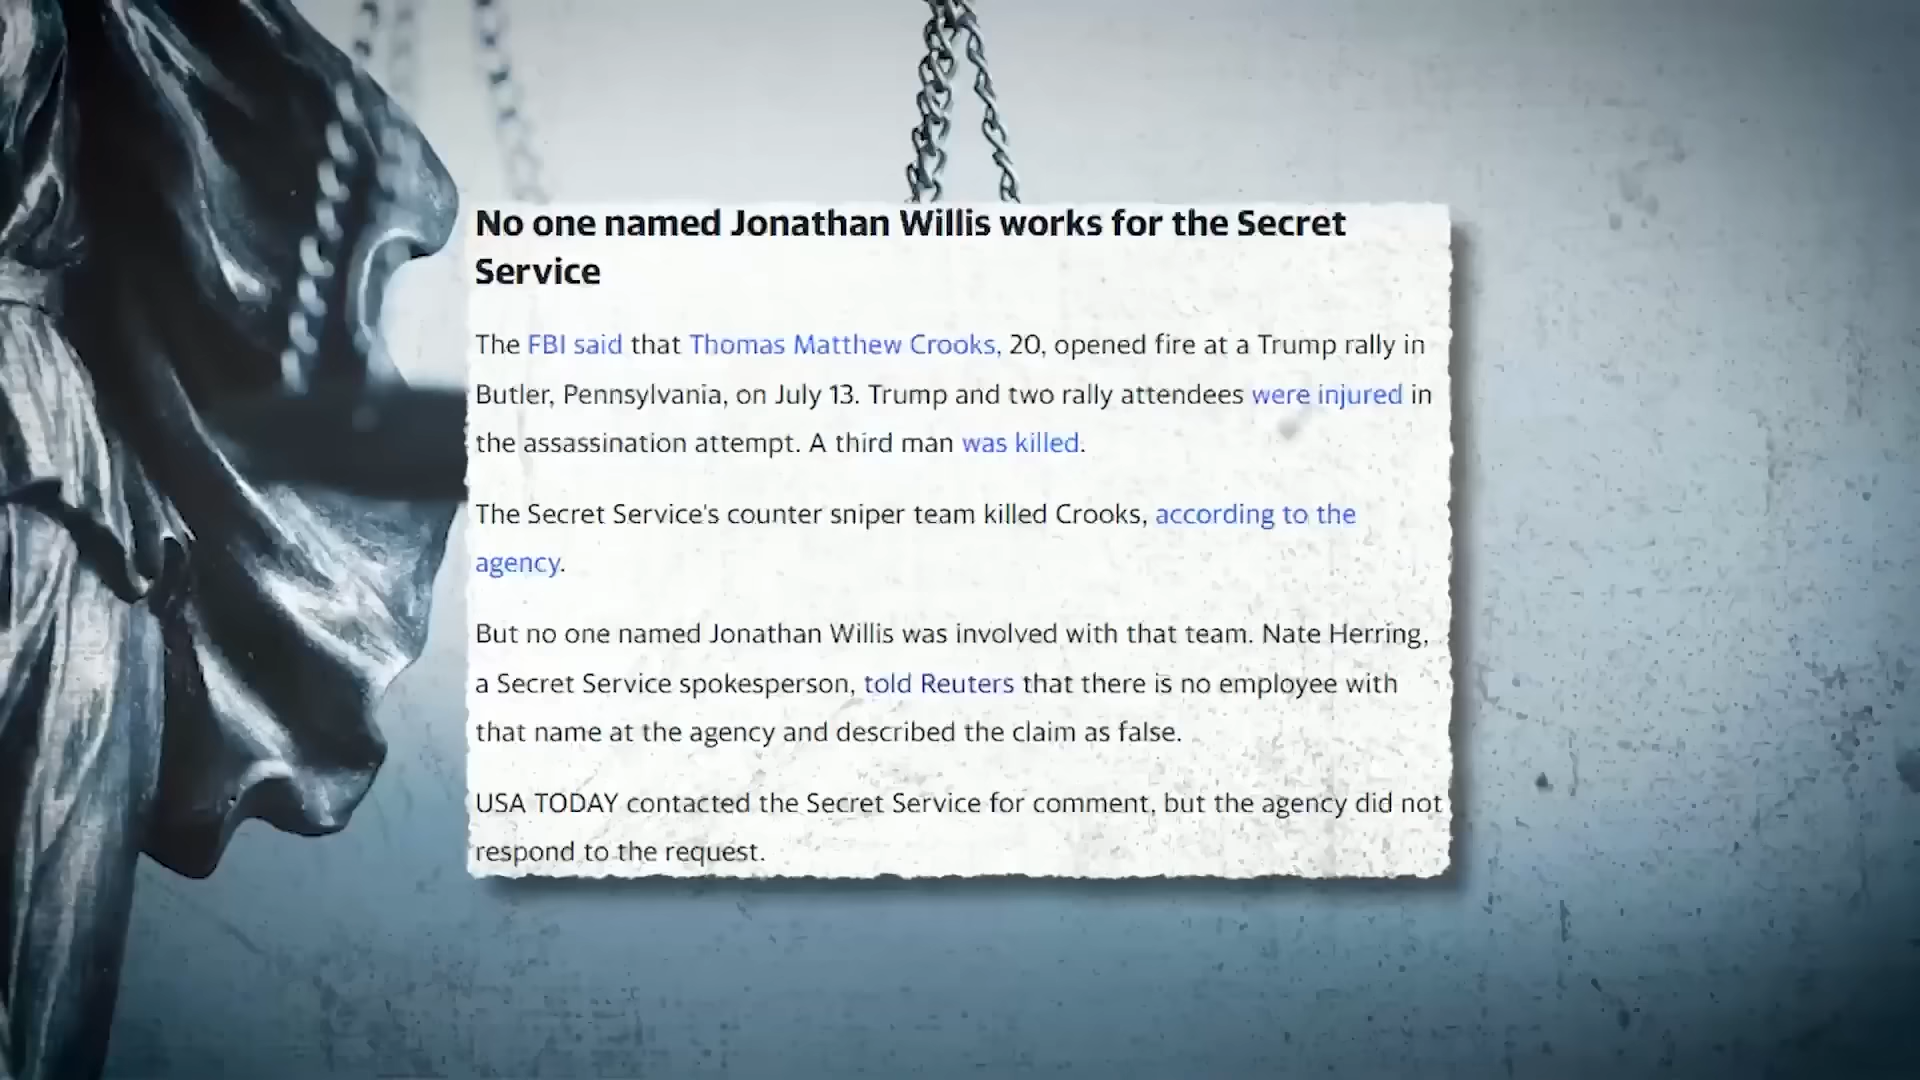 No one named Jonathan Willis works for the Secret
Service
The FBI said that Thomas Matthew Crooks, 20, opened fire at a Trump rally in
Butler, Pennsylvania, on July 13. Trump and two rally attendees were injured in
the assassination attempt. A third man was killed.
The Secret Service's counter sniper team killed Crooks, according to the
agency.
But no one named Jonathan Willis was involved with that team. Nate Herring,
a Secret Service spokesperson, told Reuters that there is no employee with
that name at the agency and described the claim as false.
USA TODAY contacted the Secret Service for comment, but the agency did not
respond to the request.